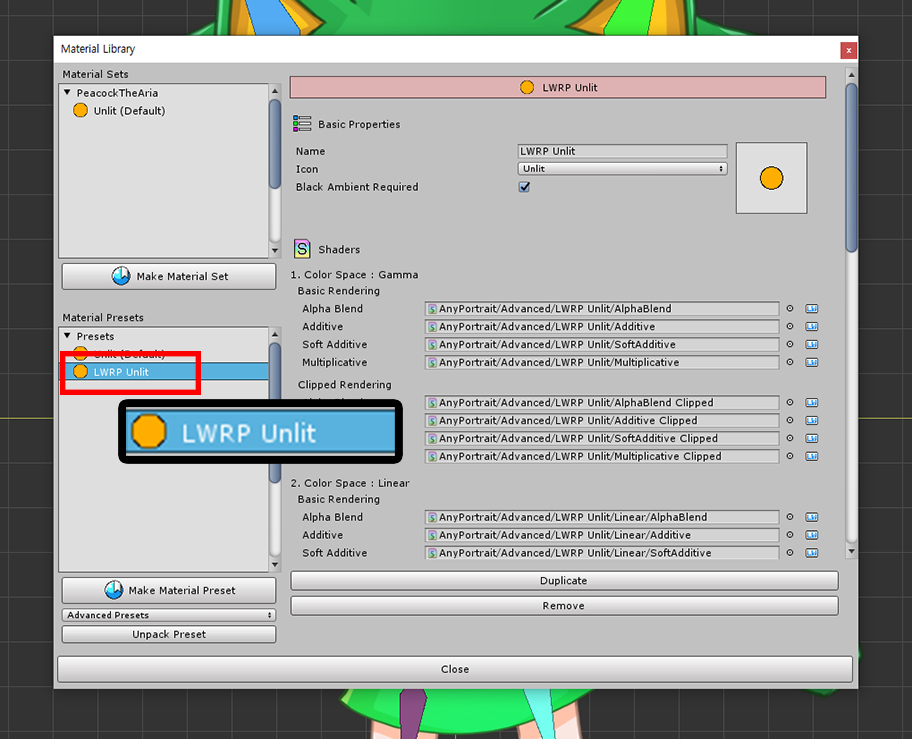 Material Library
x
Material Sets
PeacockTheAria
Unlit (Default)
Make Material Set
Material Presets
Presets
Unlit (Default)
LWRP Unlit
LWRP Unlit
Make Material Preset
Advanced Presets
Unpack Preset
LWRP Unlit
Basic Properties
Name LWRP Unlit
Icon Unlit
Black Ambient Required
S Shaders
1. Color Space : Gamma
Basic Rendering
Alpha Blend AnyPortrait/Advanced/LWRP Unlit/AlphaBlend
Additive AnyPortrait/Advanced/LWRP Unlit/Additive
Soft Additive AnyPortrait/Advanced/LWRP Unlit/SoftAdditive
Multiplicative AnyPortrait/Advanced/LWRP Unlit/Multiplicative
Clipped Rendering
AnyPortrait/Advanced/LWRP Unlit/AlphaBlend Clipped
AnyPortrait/Advanced/LWRP Unlit/Additive Clipped
AnyPortrait/Advanced/LWRP Unlit/SoftAdditive Clipped
AnyPortrait/Advanced/LWRP Unlit/Multiplicative Clipped
2. Color Space : Linear
Basic Rendering
Alpha Blend AnyPortrait/Advanced/LWRP Unlit/Linear/AlphaBlend
Additive AnyPortrait/Advanced/LWRP Unlit/Linear/Additive
Soft Additive AnyPortrait/Advanced/LWRP Unlit/Linear/SoftAdditive
Duplicate
Remove
Close